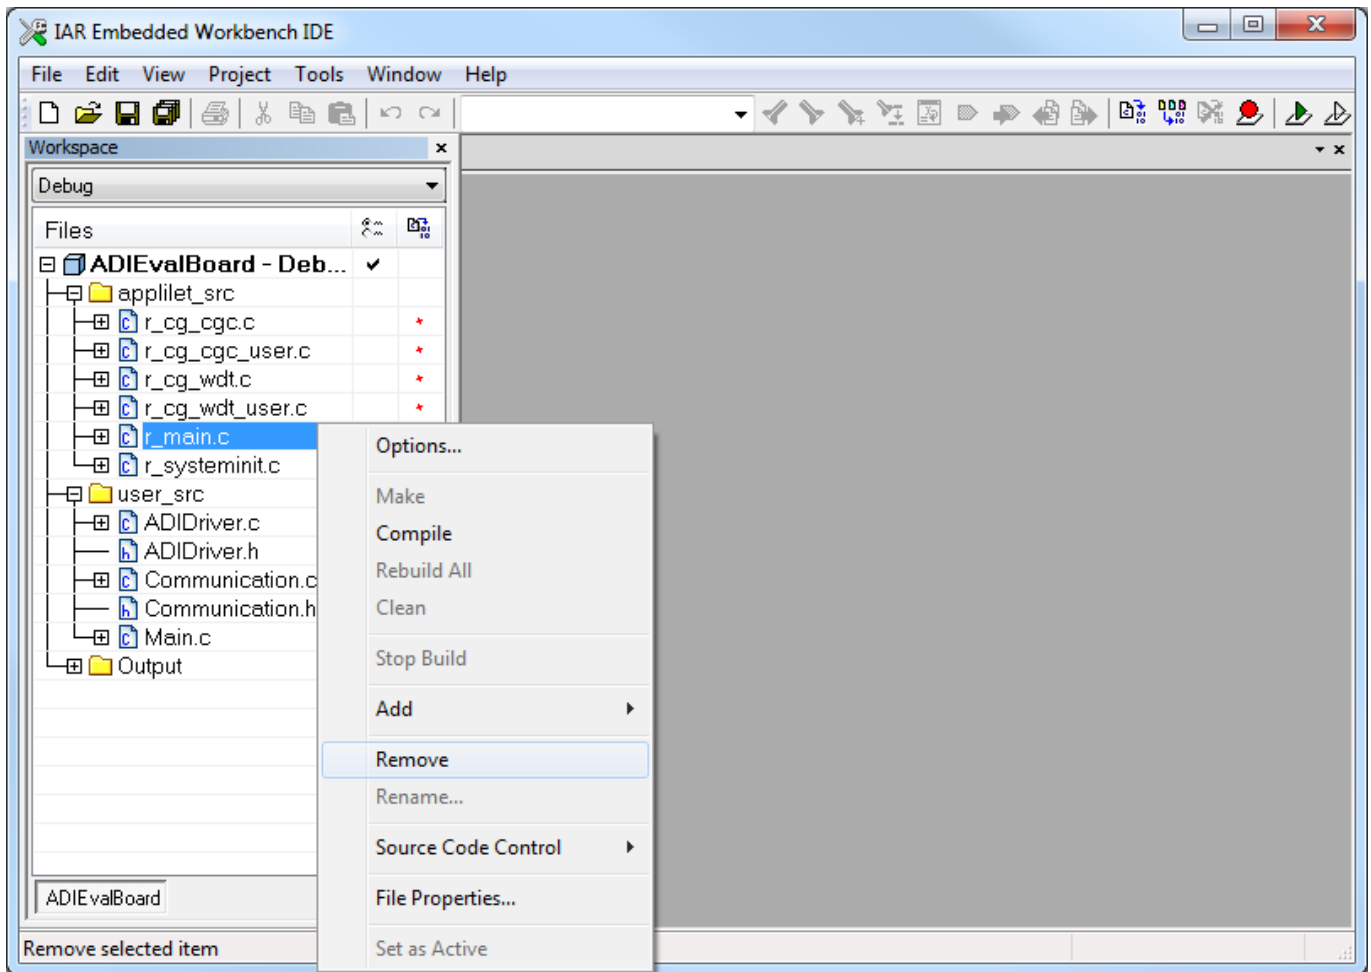 IAR Embedded Workbench IDE
File Edit View Project Tools Window Help
Workspace
Debug
Files
ADIEvalBoard - Deb...
applilet_src
r_cg_cgc.c
r_cg_cgc_user.c
r_cg_wdt.c
r_cg_wdt_user.c
r_main.c
r_systeminit.c
user_src
ADIDriver.c
ADIDriver.h
Communication.c
Communication.h
Main.c
Output
Options...
Make
Compile
Rebuild All
Clean
Stop Build
Add
Remove
Rename...
Source Code Control
File Properties...
Set as Active
ADIEvalBoard
Remove selected item